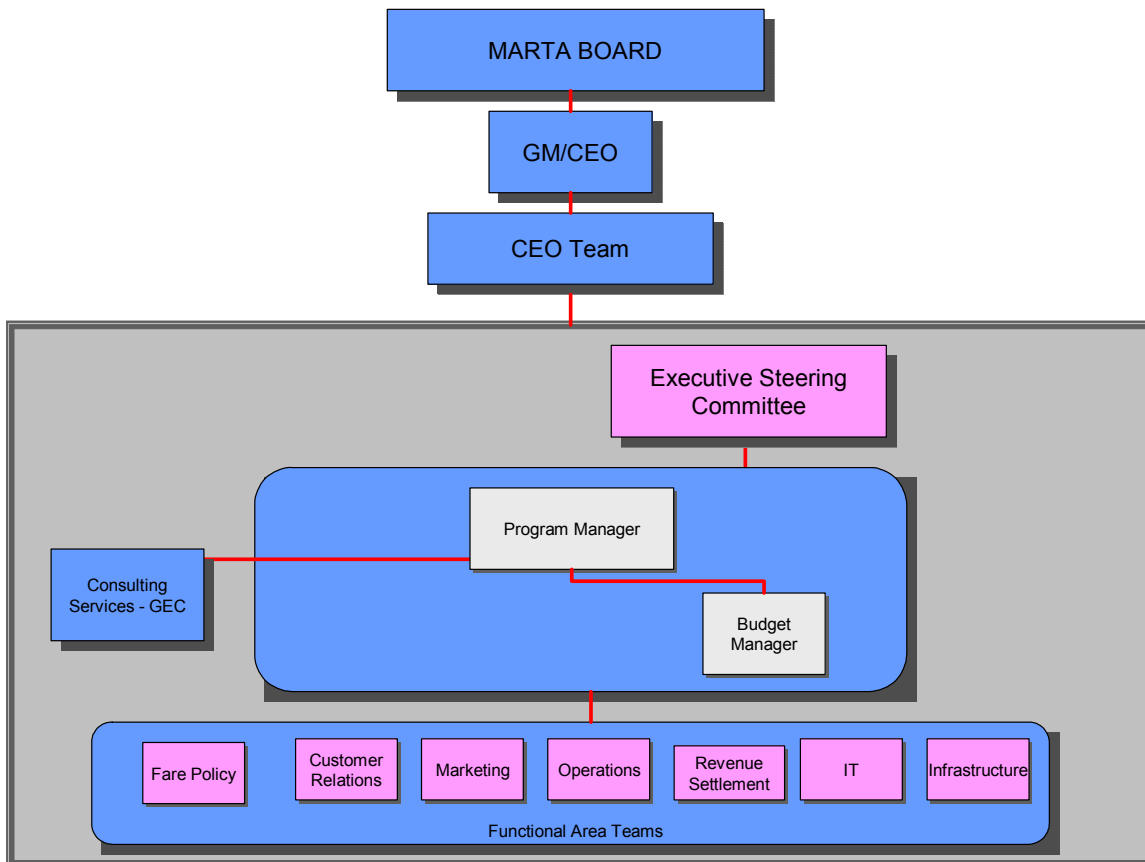 MARTA BOARD
GM/CEO
CEO Team
Executive Steering
Committee
Program Manager
Consulting
Services - GEC
Budget
Manager
Fare Policy
Customer
Relations
Marketing
Operations
Revenue
Settlement
IT
Infrastructure
Functional Area Teams